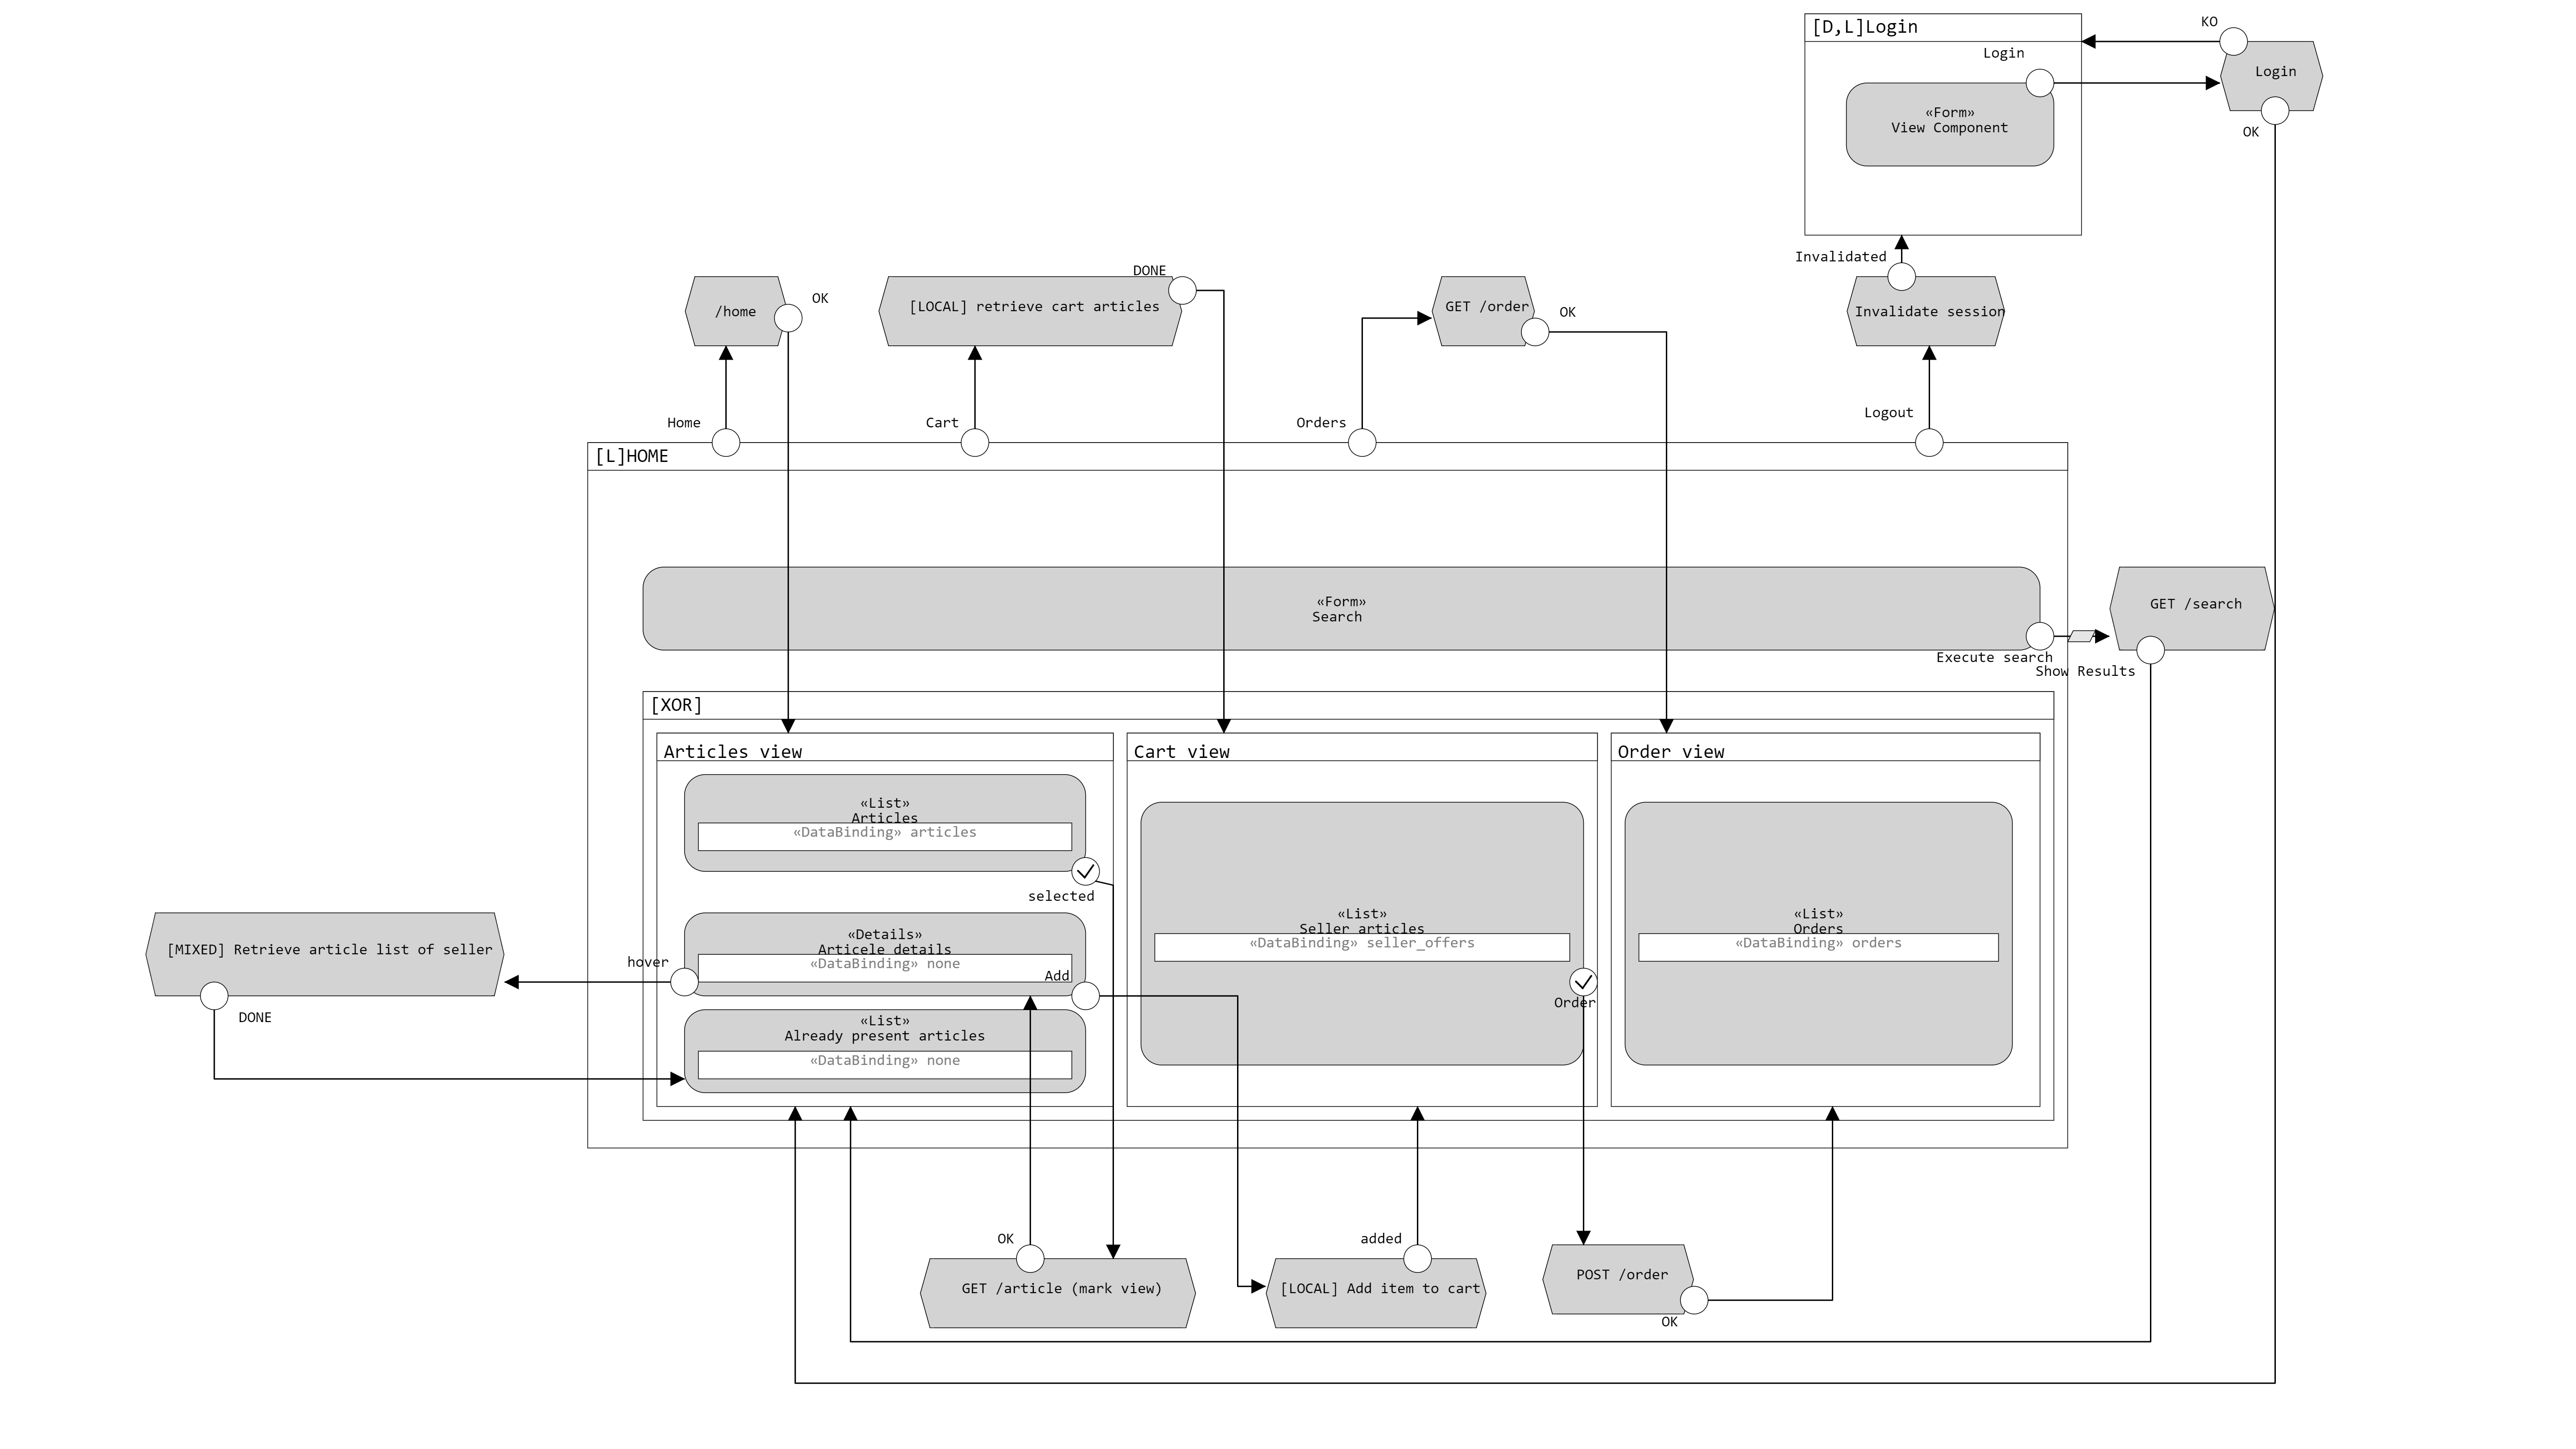 KO
[D,L]Login
Login
Login
«Form»
View Component
OK
Invalidated
DONE
OK
/home
[LOCAL] retrieve cart articles
GET /order
OK
Invalidate session
Home
Cart
Orders
Logout
[L]HOME
«Form»
Search
GET /search
Execute search
Show Results
[XOR]
Articles view
Cart view
Order view
«List»
Articles
«DataBinding» articles
selected
«List»
Seller articles
«DataBinding» seller_offers
«List»
Orders
«DataBinding» orders
[MIXED] Retrieve article list of seller
«Details»
Articele details
«DataBinding» none
hover
Add
Order
DONE
«List»
Already present articles
«DataBinding» none
OK
added
GET /article (mark view)
[LOCAL] Add item to cart
POST /order
OK